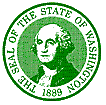 THE SEAL OF THE STATE OF WASHINGTON
1889